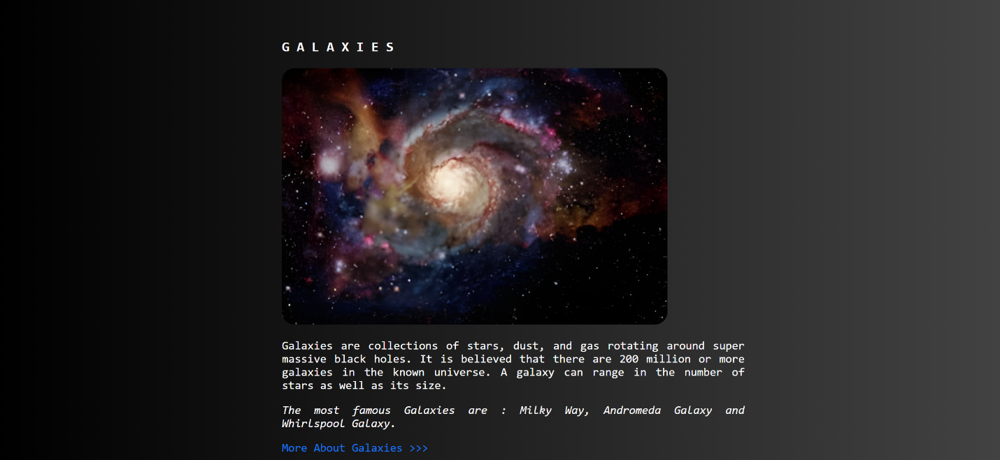 GALAXIES
Galaxies are collections of stars, dust, and gas rotating around super
massive black holes. It is believed that there are 200 million or more
galaxies in the known universe. A galaxy can range in the number of
stars as well as its size.
The most famous Galaxies are : Milky Way, Andromeda Galaxy and
Whirlspool Galaxy.
More About Galaxies >>>